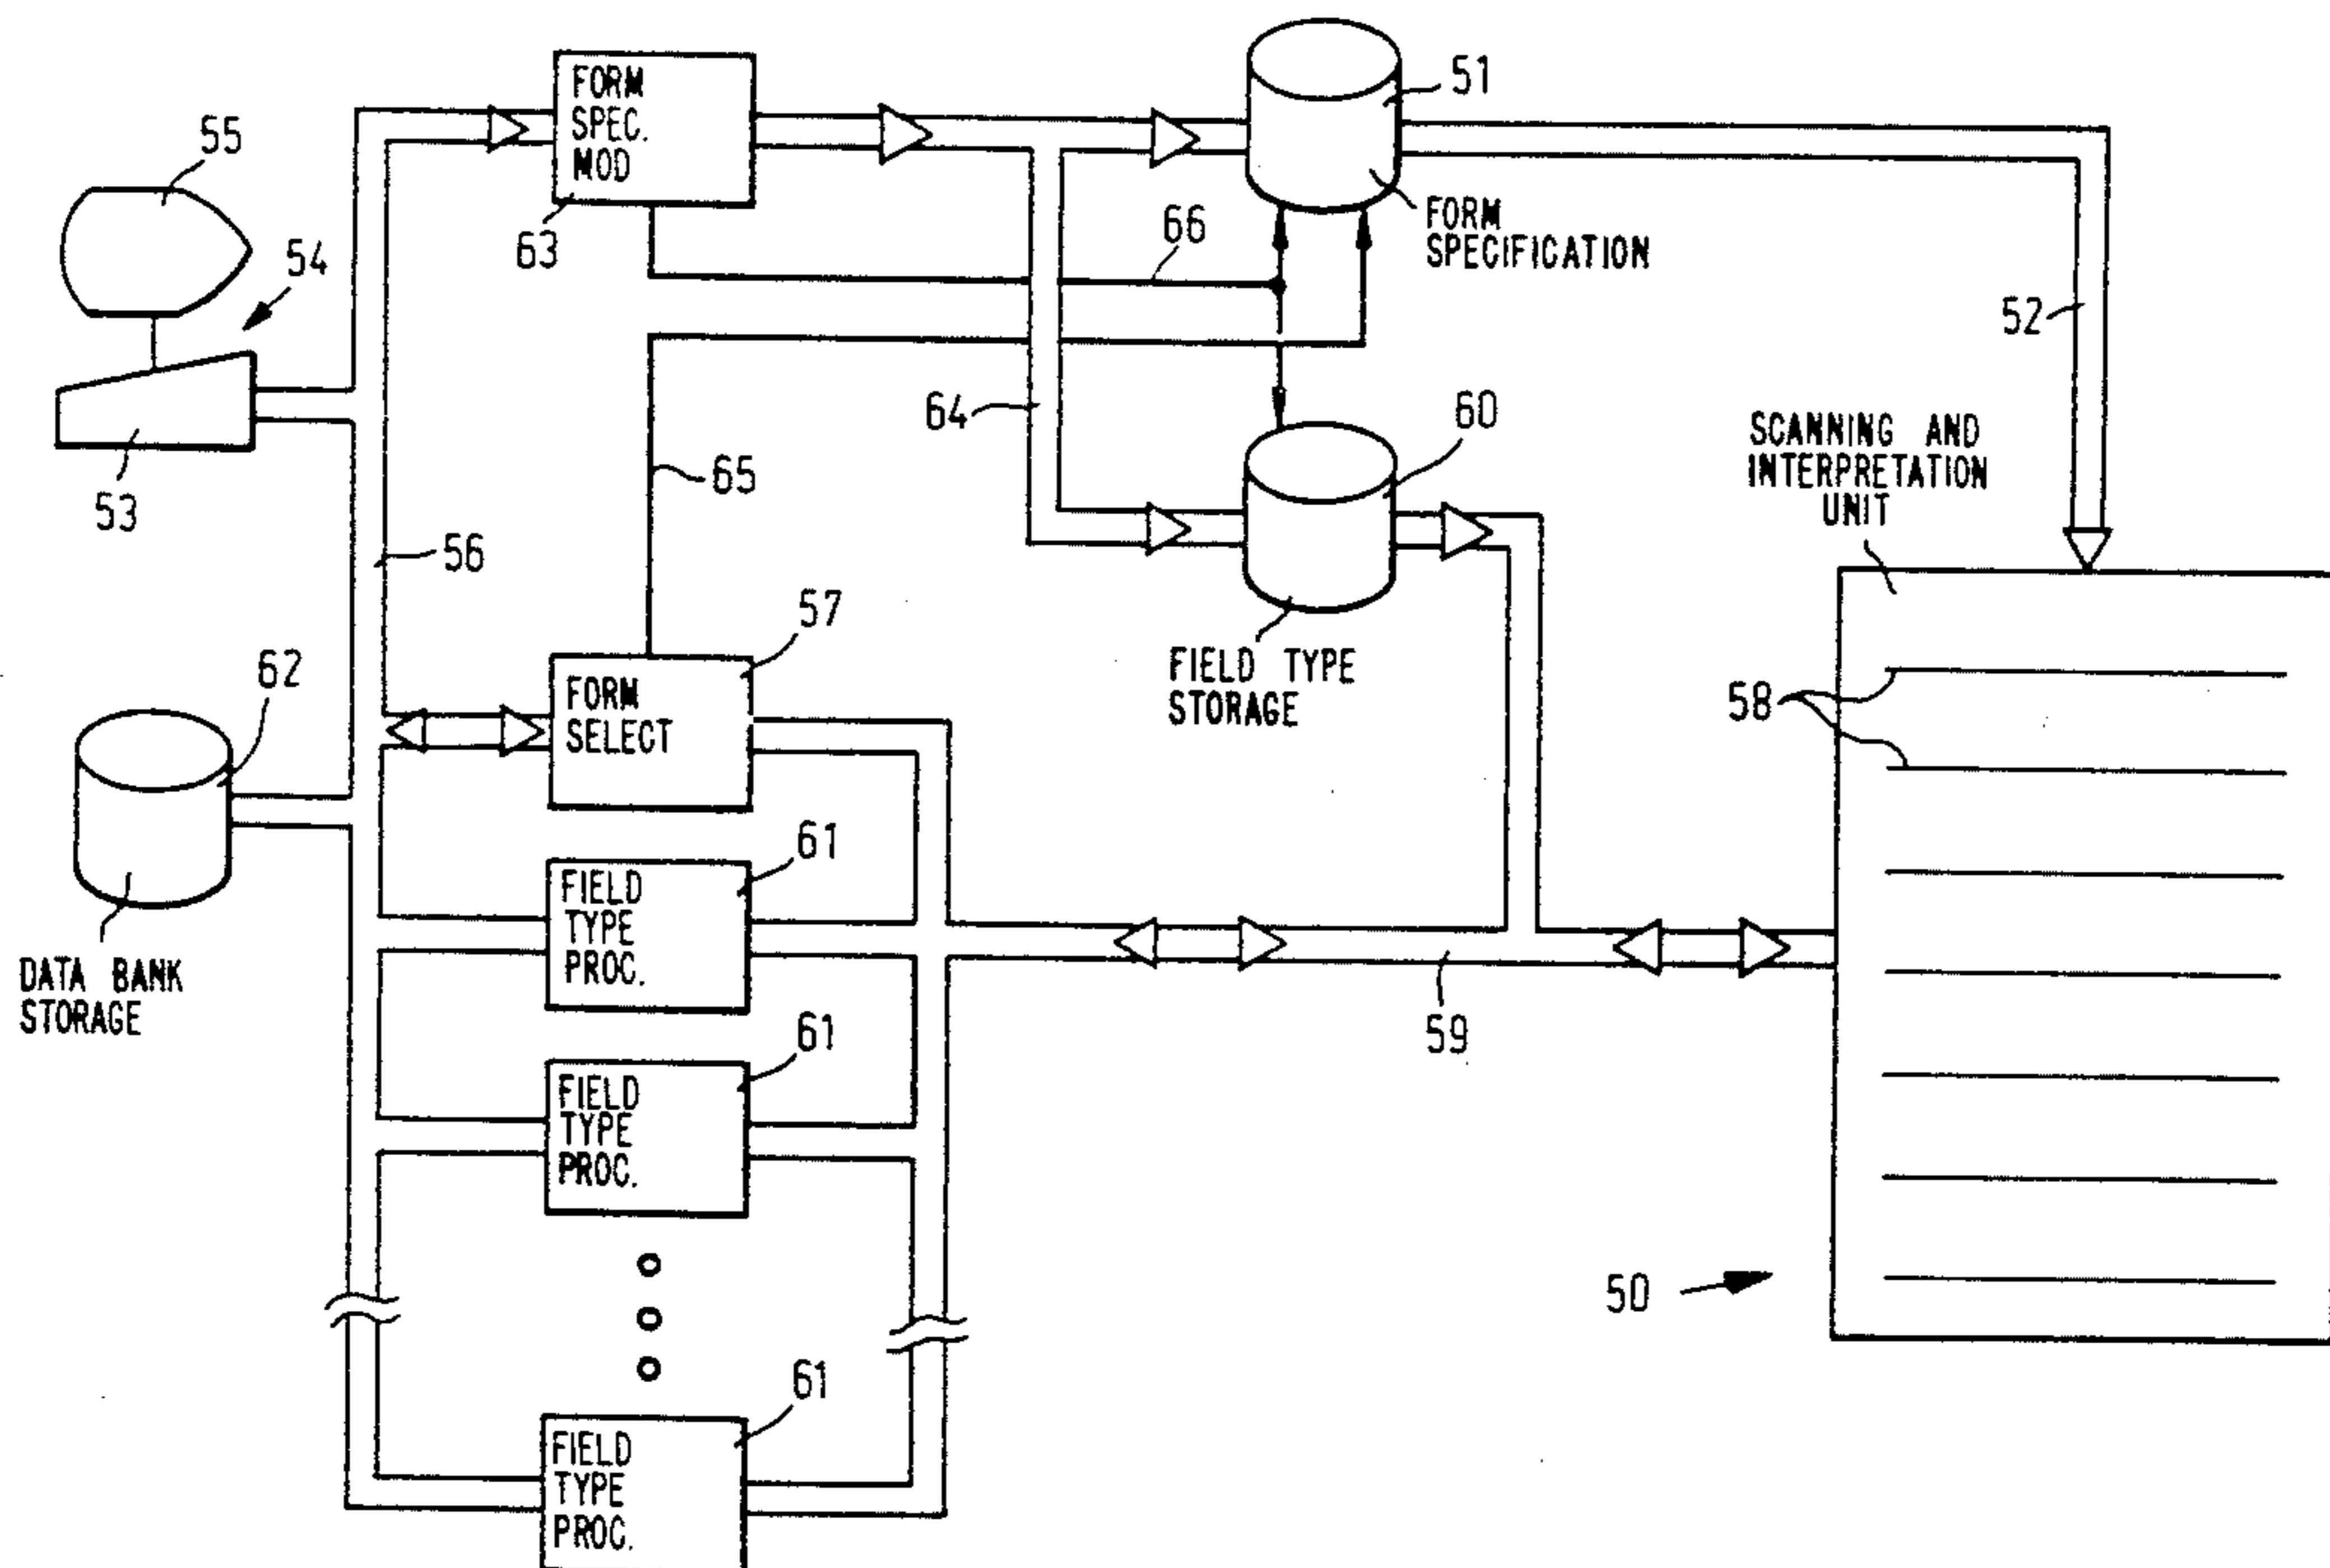 FORM
SPEC.
MOD
63
55
54
53
56
51
FORM
SPECIFICATION
66
52
64
65
60
FIELD TYPE
STORAGE
SCANNING AND
INTERPRETATION
UNIT
58
57
FORM
SELECT
62
DATA BANK
STORAGE
61
FIELD
TYPE
PROC.
61
FIELD
TYPE
PROC.
61
FIELD
TYPE
PROC.
59
50